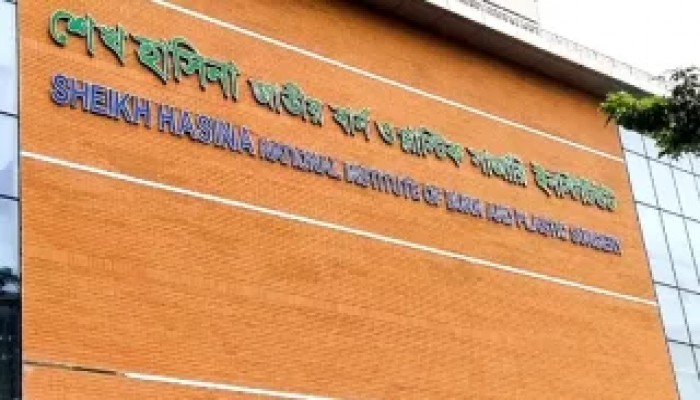 শেখ হাসিনা জাতীয় বার্ন ও প্লাস্টিক সার্জারি ইনস্টিটিউট
SHEIKH HASINA NATIONAL INSTITUTE OF BURN AND PLASTIC SURGERY